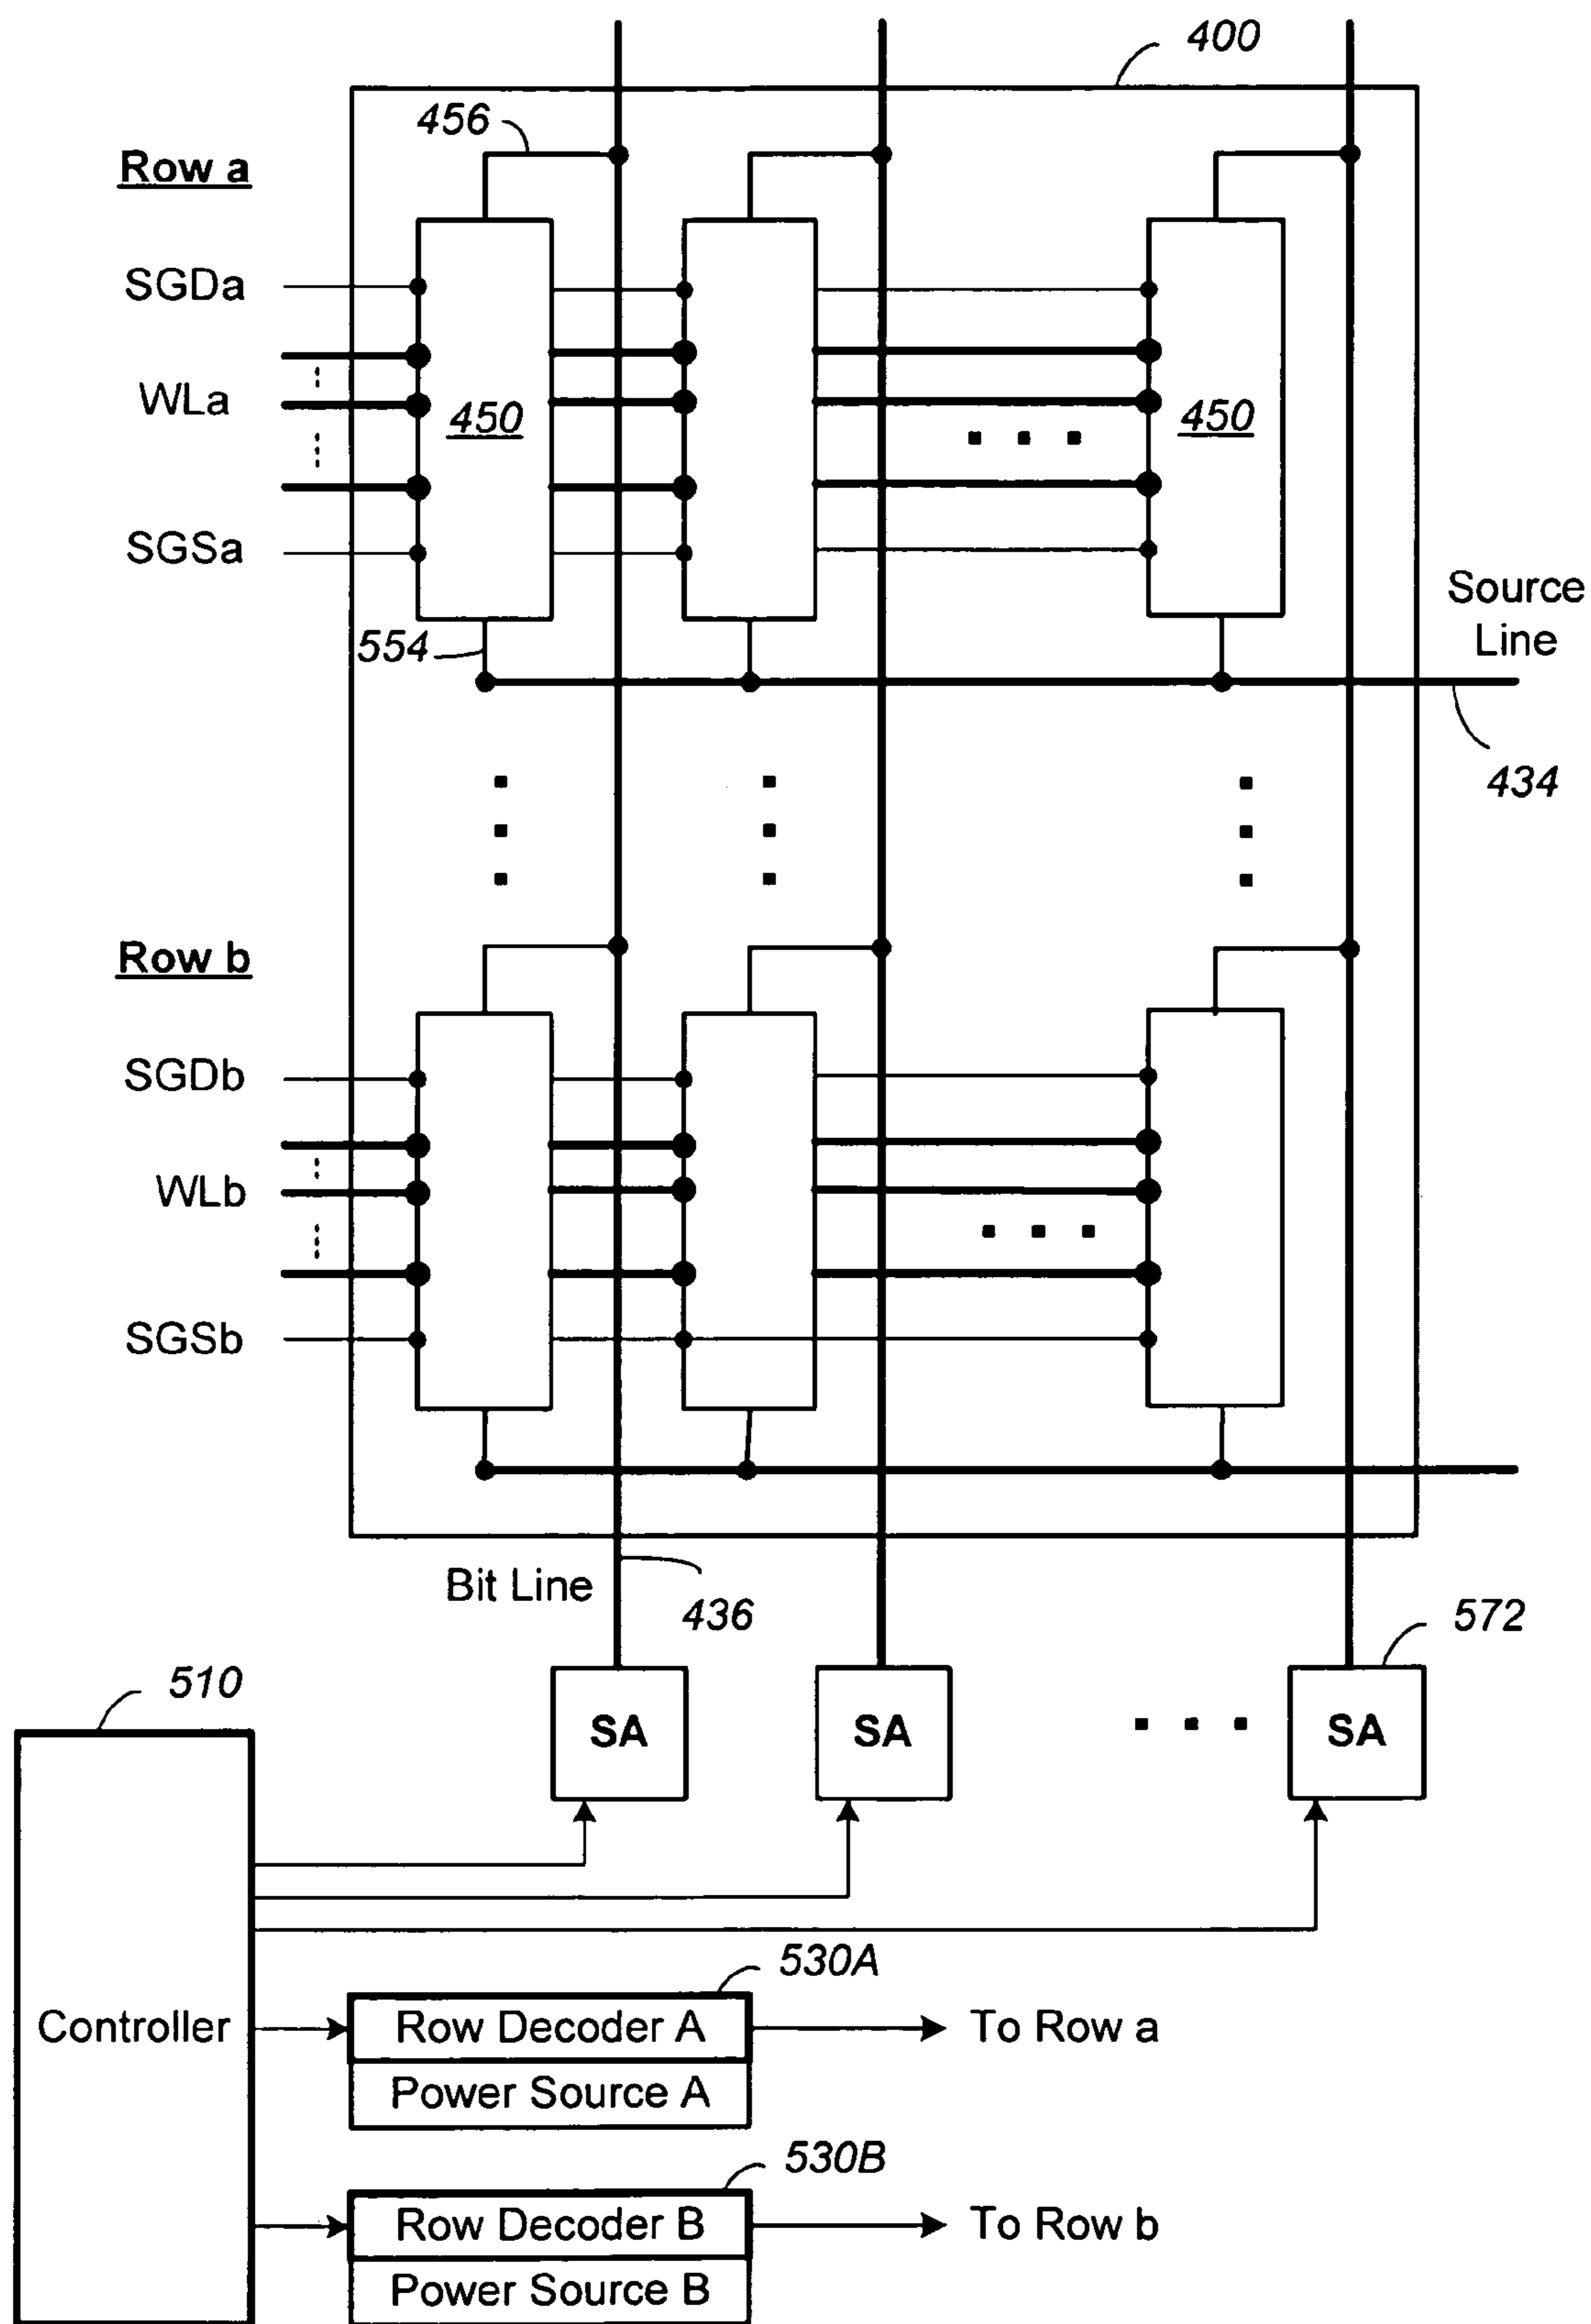 400
456
Row a
SGDa
WLa
450
450
SGSa
Source
Line
554
434
Row b
SGDb
WLb
SGSb
Bit Line
436
572
510
SA
SA
SA
530A
Controller
Row Decoder A
To Row a
Power Source A
530B
Row Decoder B
To Row b
Power Source B